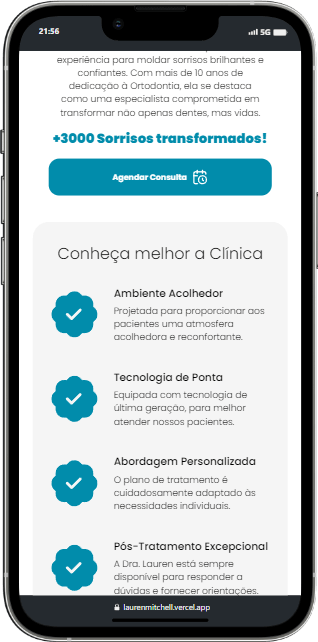 21:56
5G
experiência para moldar sorrisos brilhantes e
confiantes. Com mais de 10 anos de
dedicação à Ortodontia, ela se destaca
como uma especialista comprometida em
transformar não apenas dentes, mas vidas.
+3000 Sorrisos transformados!
Agendar Consulta
Conheça melhor a Clínica
Ambiente Acolhedor
Projetada para proporcionar aos
pacientes uma atmosfera
acolhedora e reconfortante.
Tecnologia de Ponta
Equipada com tecnologia de
última geração, para melhor
atender nossos pacientes.
Abordagem Personalizada
O plano de tratamento é
cuidadosamente adaptado às
necessidades individuais.
Pós-Tratamento Excepcional
A Dra. Lauren está sempre
disponível para responder a
dúvidas e fornecer orientações.
laurenmitchell.vercel.app